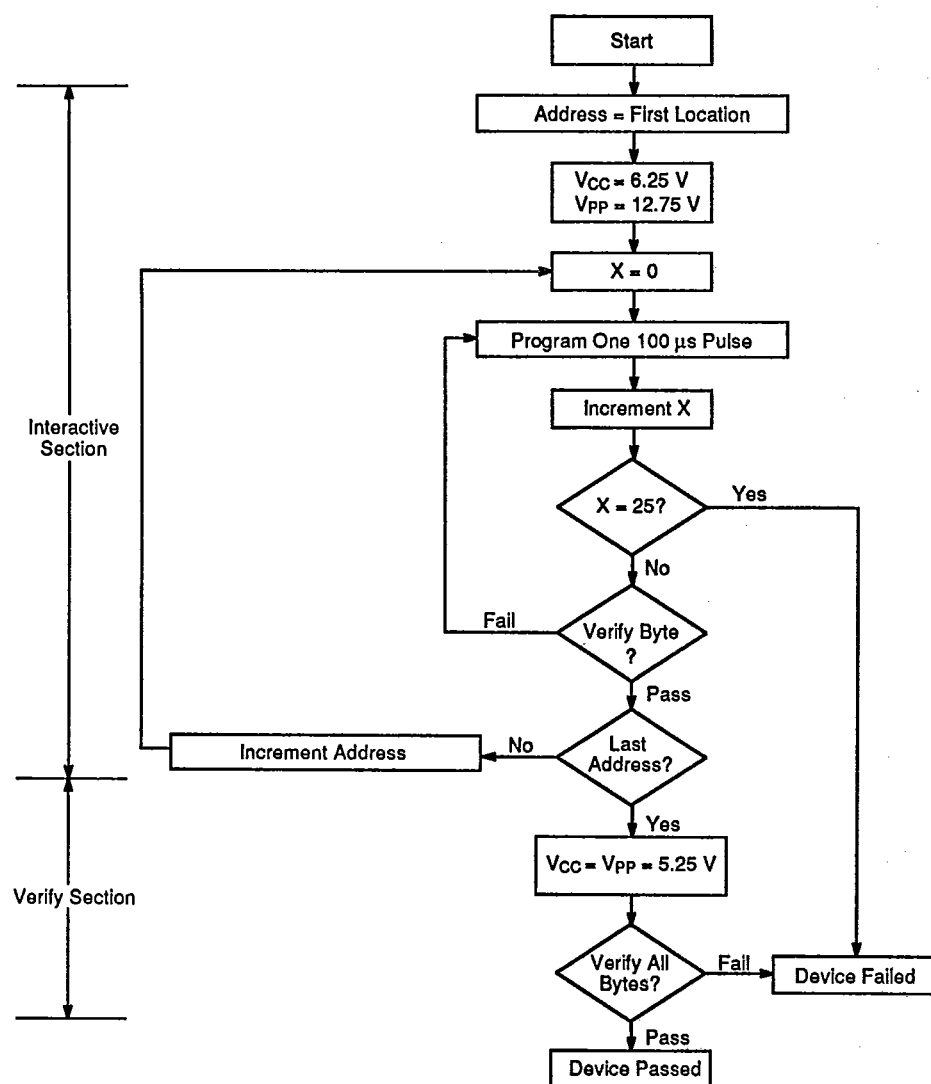 Start
Address = First Location
VCC = 6.25 V
VPP = 12.75 V
X = 0
Program One 100 μs Pulse
Increment X
Interactive
Section
X = 25?
Yes
No
Fail
Verify Byte
?
Pass
Increment Address
No
Last
Address?
Yes
VCC = VPP = 5.25 V
Verify Section
Verify All
Bytes?
Fail
Device Failed
Pass
Device Passed